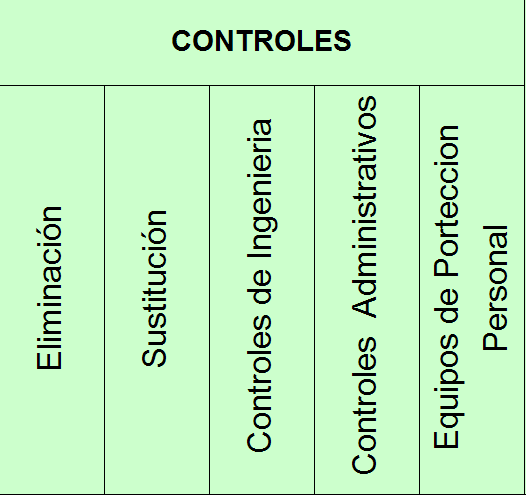 CONTROLES
Eliminación
Sustitución
Controles de Ingenieria
Controles Administrativos
Equipos de Porteccion
Personal